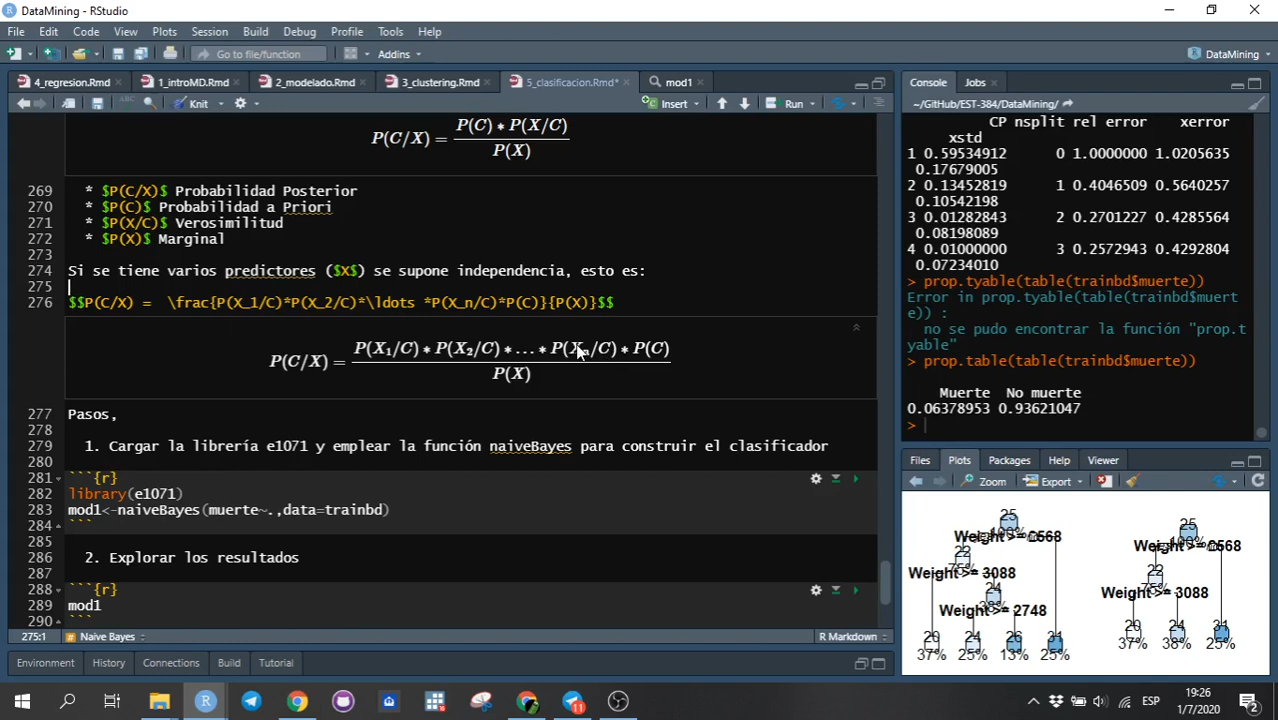 DataMining - RStudio
File Edit Code View Plots Session Build Debug Profile Tools Help
Go to file/function Addins DataMining
4_regresion.Rmd 1_introMD.Rmd 2_modelado.Rmd 3_clustering.Rmd 5_clasificacion.Rmd* mod1
ABC Knit Insert Run
P(C/X) = P(C) * P(X/C) / P(X)
269 * $P(C/X)$ Probabilidad Posterior
270 * $P(C)$ Probabilidad a Priori
271 * $P(X/C)$ Verosimilitud
272 * $P(X)$ Marginal
273
274 Si se tiene varios predictores ($X$) se supone independencia, esto es:
275
276 $$P(C/X) = \frac{P(X_1/C)*P(X_2/C)*\ldots *P(X_n/C)*P(C)}{P(X)}$$
P(C/X) = P(X₁/C) * P(X₂/C) * … * P(Xₙ/C) * P(C) / P(X)
277 Pasos,
278
279 1. Cargar la librería e1071 y emplear la función naiveBayes para construir el clasificador
280
281 ```{r}
282 library(e1071)
283 mod1<-naiveBayes(muerte~.,data=trainbd)
284 ```
285
286 2. Explorar los resultados
287
288 ```{r}
289 mod1
290 ```
275:1 Naive Bayes R Markdown
Environment History Connections Build Tutorial
Console Jobs
~/GitHub/EST-384/DataMining/
CP nsplit rel error xerror
xstd
1 0.59534912 0 1.0000000 1.0205635
0.17679005
2 0.13452819 1 0.4046509 0.5640257
0.10542198
3 0.01282843 2 0.2701227 0.4285564
0.08198089
4 0.01000000 3 0.2572943 0.4292804
0.07234010
> prop.tyable(table(trainbd$muerte))
Error in prop.tyable(table(trainbd$muert
e)) :
no se pudo encontrar la función "prop.t
yable"
> prop.table(table(trainbd$muerte))
Muerte No muerte
0.06378953 0.93621047
>
Files Plots Packages Help Viewer
Zoom Export
25
100%
Weight >= 3568
22
75%
Weight >= 3088
24
38%
Weight >= 2748
20 24 26 31
37% 25% 13% 25%
25
Weight >= 3568
22
75%
Weight >= 3088
20 24 31
37% 38% 25%
11
ESP
19:26
1/7/2020
2